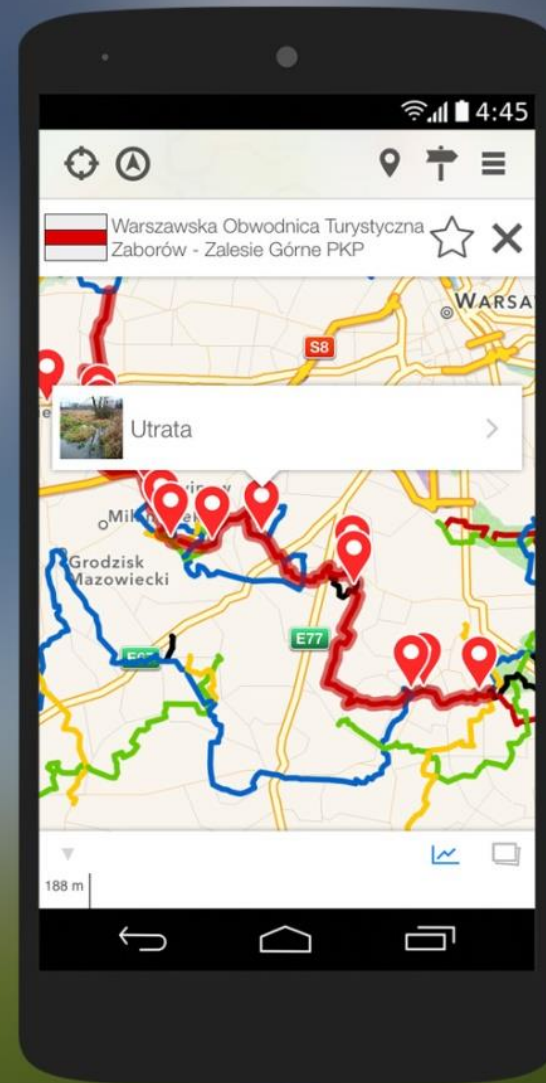 4:45
Warszawska Obwodnica Turystyczna
Zaborów - Zalesie Górne PKP
WARSA
S8
Utrata
Grodzisk
Mazowiecki
E77
188 m